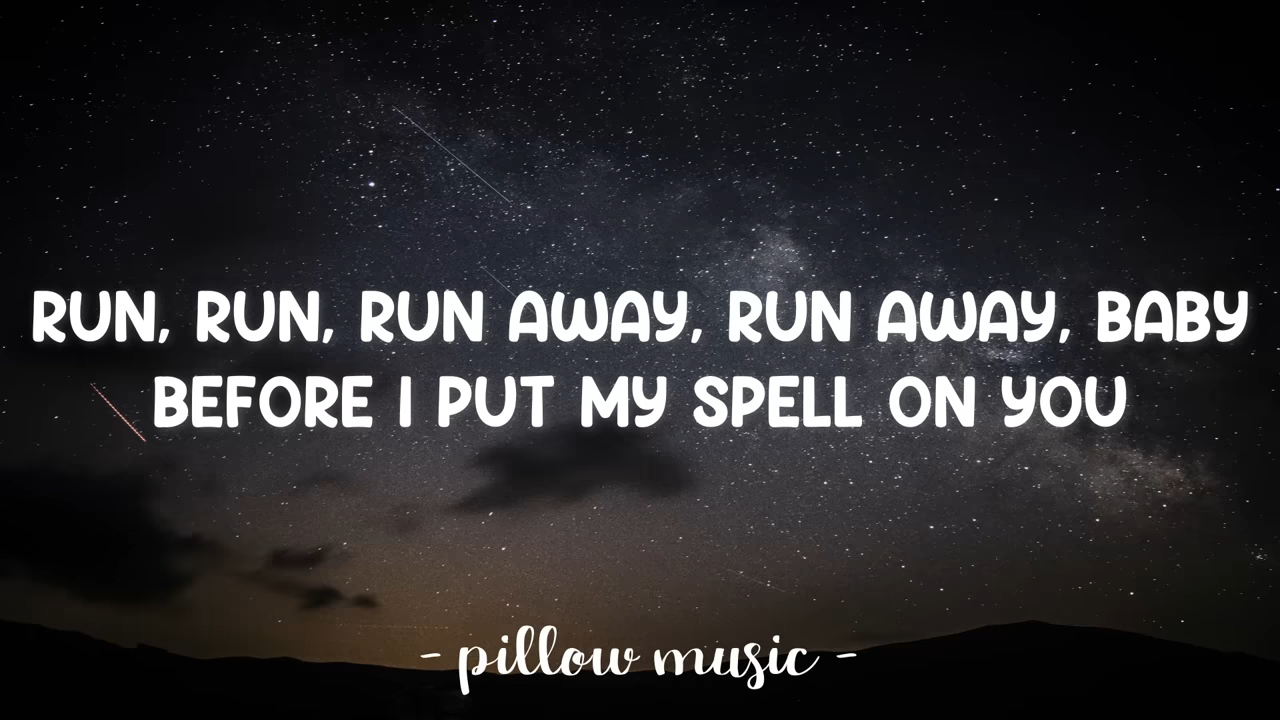 RUN, RUN, RUN AWAY, RUN AWAY, BABY
BEFORE I PUT MY SPELL ON YOU
- pillow music -